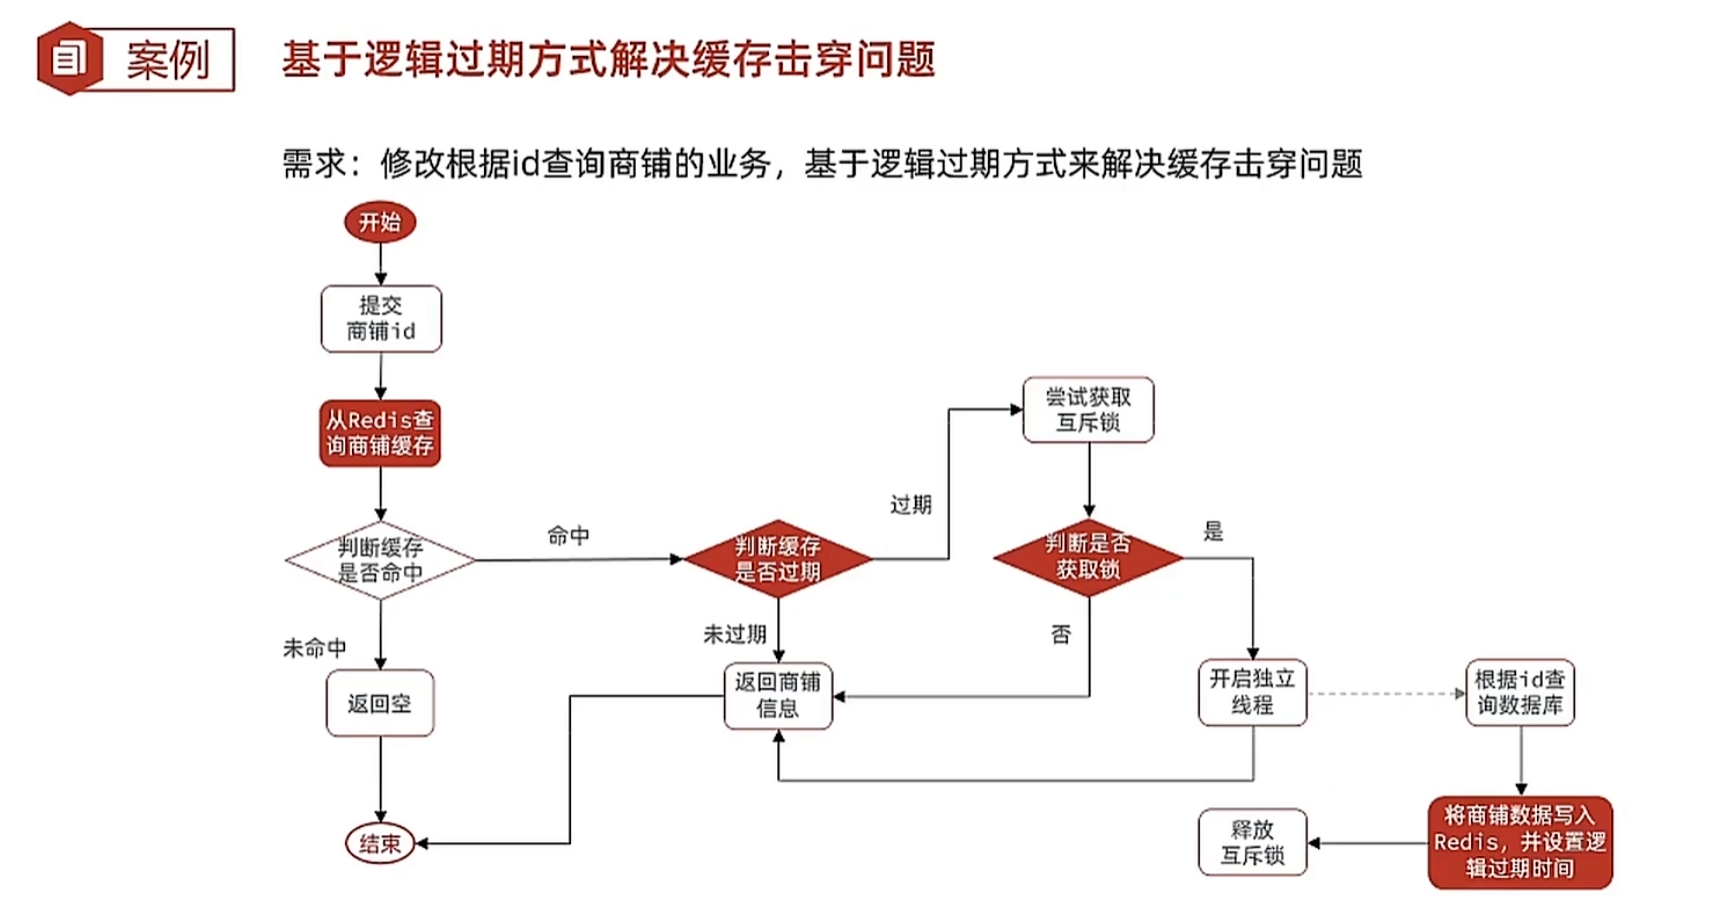 案例
基于逻辑过期方式解决缓存击穿问题
需求：修改根据id查询商铺的业务，基于逻辑过期方式来解决缓存击穿问题
开始
提交
商铺id
从Redis查
询商铺缓存
判断缓存
是否命中
命中
未命中
返回空
结束
判断缓存
是否过期
过期
未过期
返回商铺
信息
尝试获取
互斥锁
判断是否
获取锁
是
否
开启独立
线程
根据id查
询数据库
将商铺数据写入
Redis，并设置逻
辑过期时间
释放
互斥锁